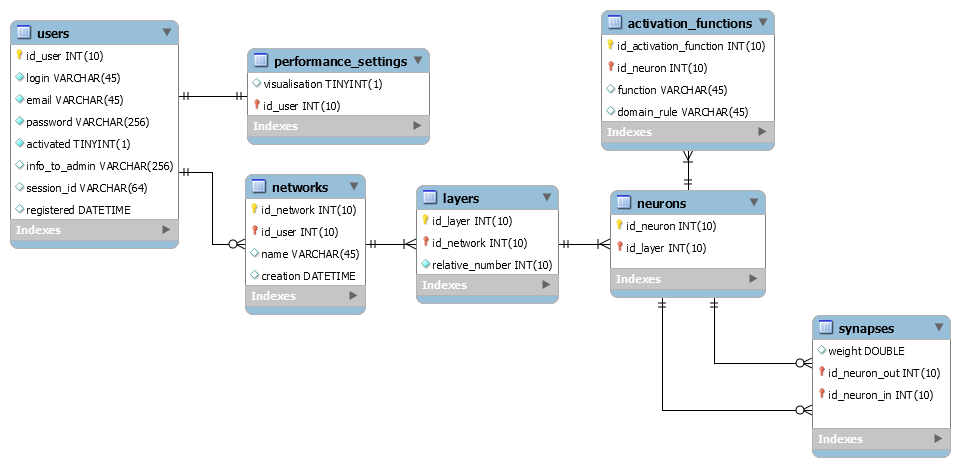 users
id_user INT(10)
login VARCHAR(45)
email VARCHAR(45)
password VARCHAR(256)
activated TINYINT(1)
info_to_admin VARCHAR(256)
session_id VARCHAR(64)
registered DATETIME
Indexes
performance_settings
visualisation TINYINT(1)
id_user INT(10)
Indexes
networks
id_network INT(10)
id_user INT(10)
name VARCHAR(45)
creation DATETIME
Indexes
layers
id_layer INT(10)
id_network INT(10)
relative_number INT(10)
Indexes
activation_functions
id_activation_function INT(10)
id_neuron INT(10)
function VARCHAR(45)
domain_rule VARCHAR(45)
Indexes
neurons
id_neuron INT(10)
id_layer INT(10)
Indexes
synapses
weight DOUBLE
id_neuron_out INT(10)
id_neuron_in INT(10)
Indexes